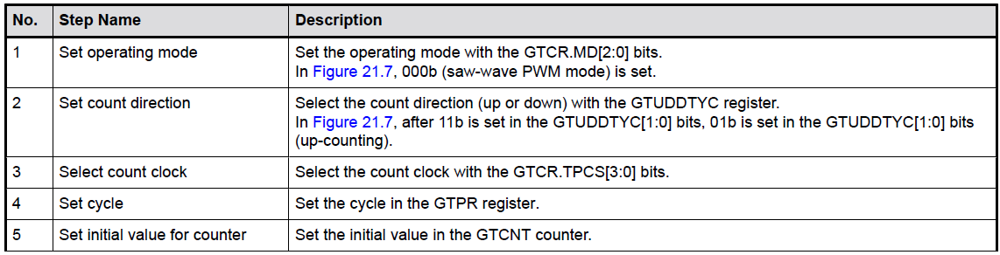 No. Step Name Description
1 Set operating mode Set the operating mode with the GTCR.MD[2:0] bits.
In Figure 21.7, 000b (saw-wave PWM mode) is set.
2 Set count direction Select the count direction (up or down) with the GTUDDTYC register.
In Figure 21.7, after 11b is set in the GTUDDTYC[1:0] bits, 01b is set in the GTUDDTYC[1:0] bits
(up-counting).
3 Select count clock Select the count clock with the GTCR.TPCS[3:0] bits.
4 Set cycle Set the cycle in the GTPR register.
5 Set initial value for counter Set the initial value in the GTCNT counter.